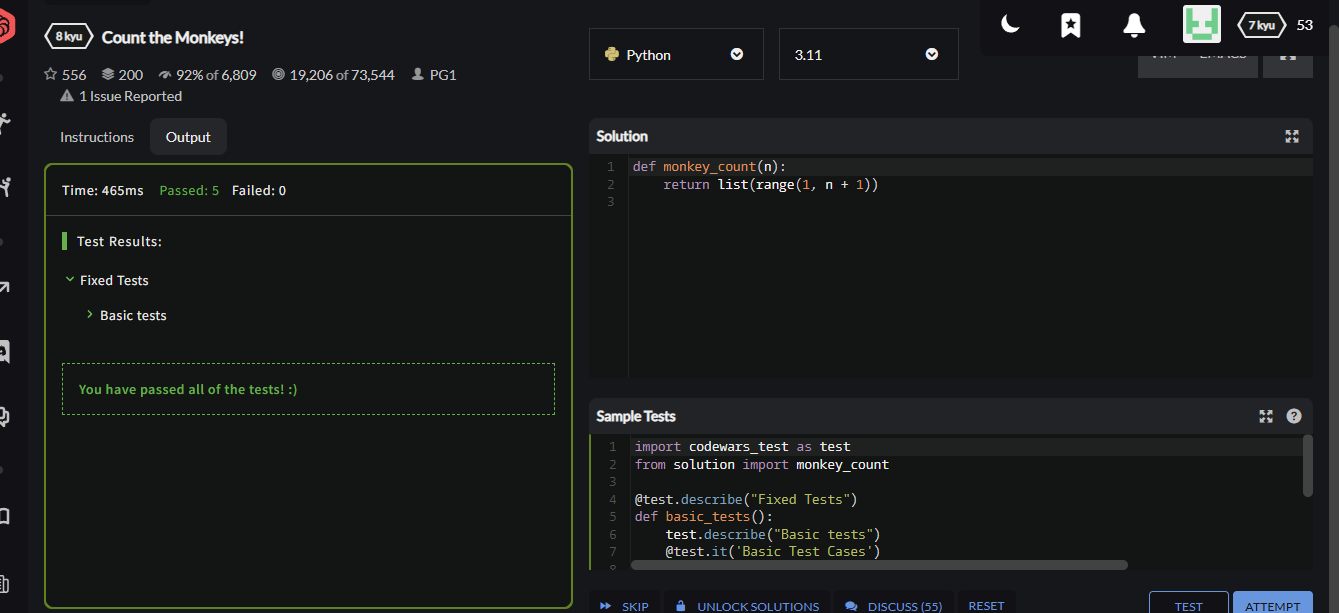 8 kyu Count the Monkeys!
556 200 92% of 6,809 19,206 of 73,544 PG1
1 Issue Reported
Instructions Output
Time: 465ms Passed: 5 Failed: 0
Test Results:
Fixed Tests
Basic tests
You have passed all of the tests! :)
Python 3.11
7 kyu 53
Solution
1 def monkey_count(n):
2 return list(range(1, n + 1))
3
Sample Tests
1 import codewars_test as test
2 from solution import monkey_count
3
4 @test.describe("Fixed Tests")
5 def basic_tests():
6 test.describe("Basic tests")
7 @test.it('Basic Test Cases')
SKIP UNLOCK SOLUTIONS DISCUSS (55) RESET TEST ATTEMPT